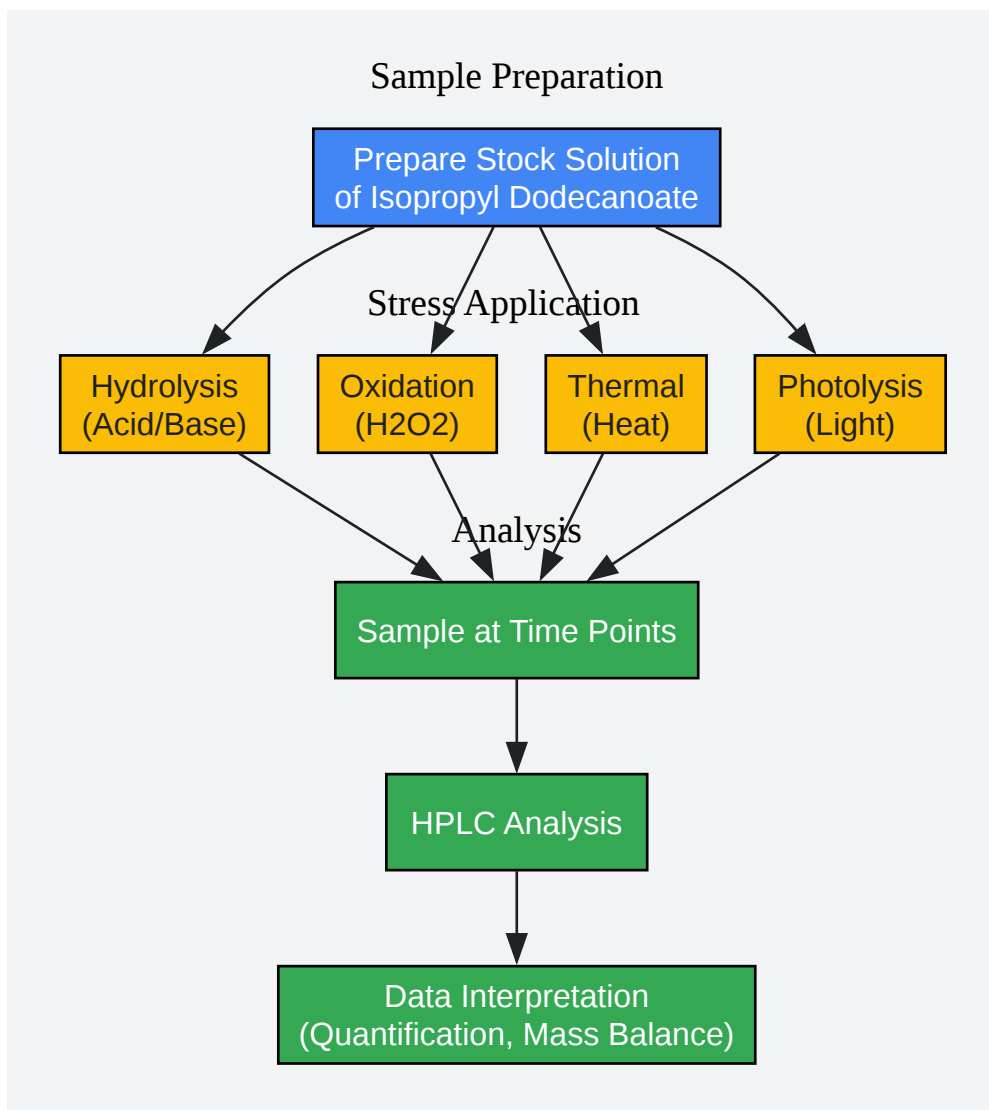 Sample Preparation
Prepare Stock Solution
of Isopropyl Dodecanoate
Stress Application
Hydrolysis
(Acid/Base)
Oxidation
(H2O2)
Thermal
(Heat)
Photolysis
(Light)
Analysis
Sample at Time Points
HPLC Analysis
Data Interpretation
(Quantification, Mass Balance)